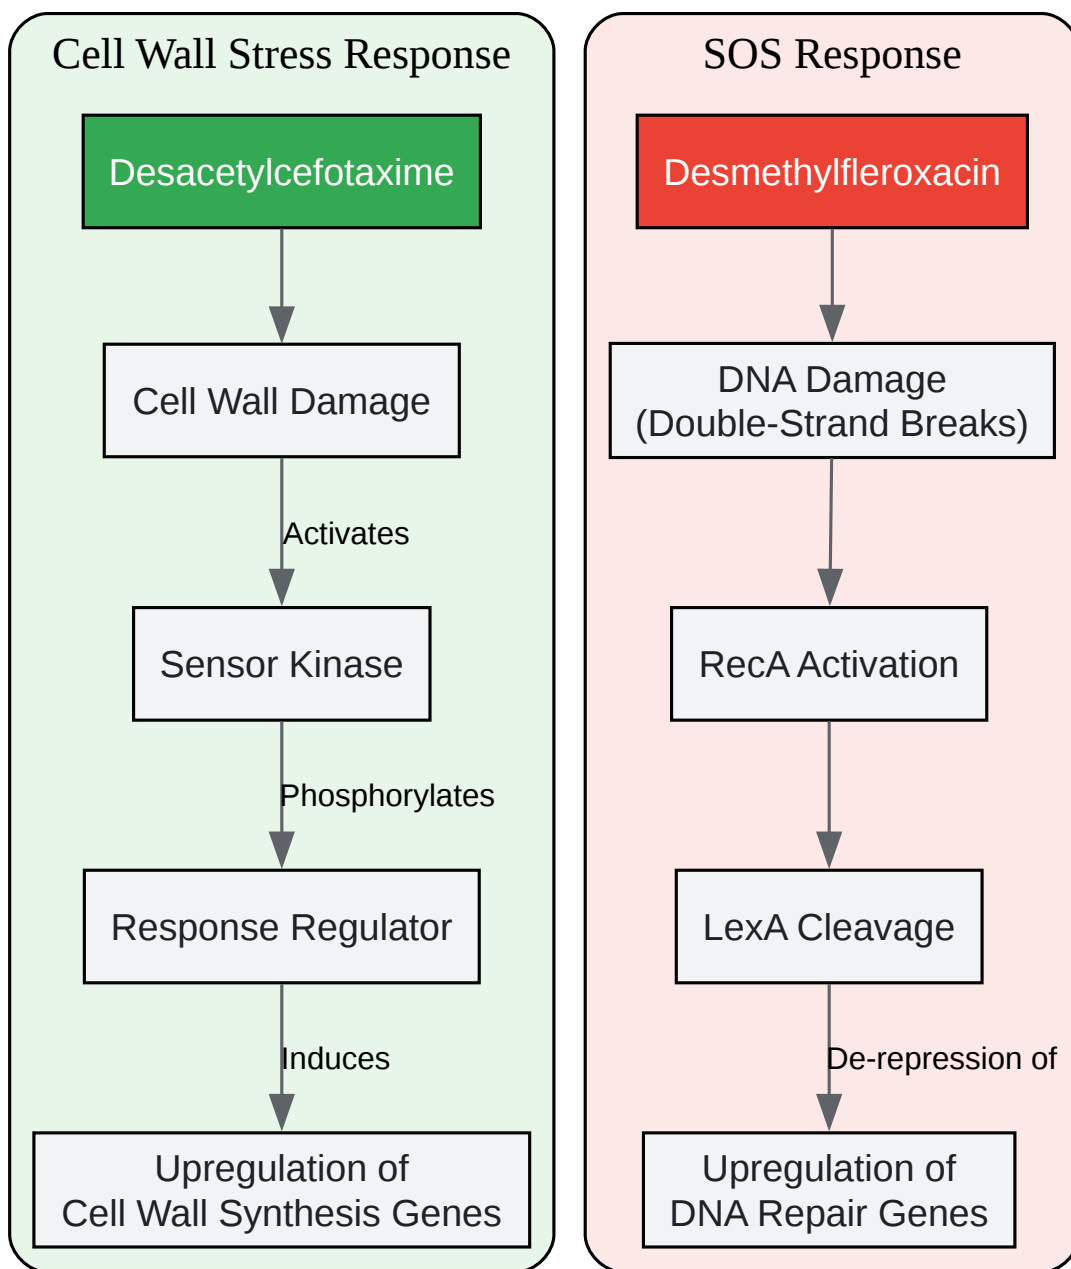 Cell Wall Stress Response
Desacetylcefotaxime
Cell Wall Damage
Activates
Sensor Kinase
Phosphorylates
Response Regulator
Induces
Upregulation of
Cell Wall Synthesis Genes
SOS Response
Desmethylfleroxacin
DNA Damage
(Double-Strand Breaks)
RecA Activation
LexA Cleavage
De-repression of
Upregulation of
DNA Repair Genes